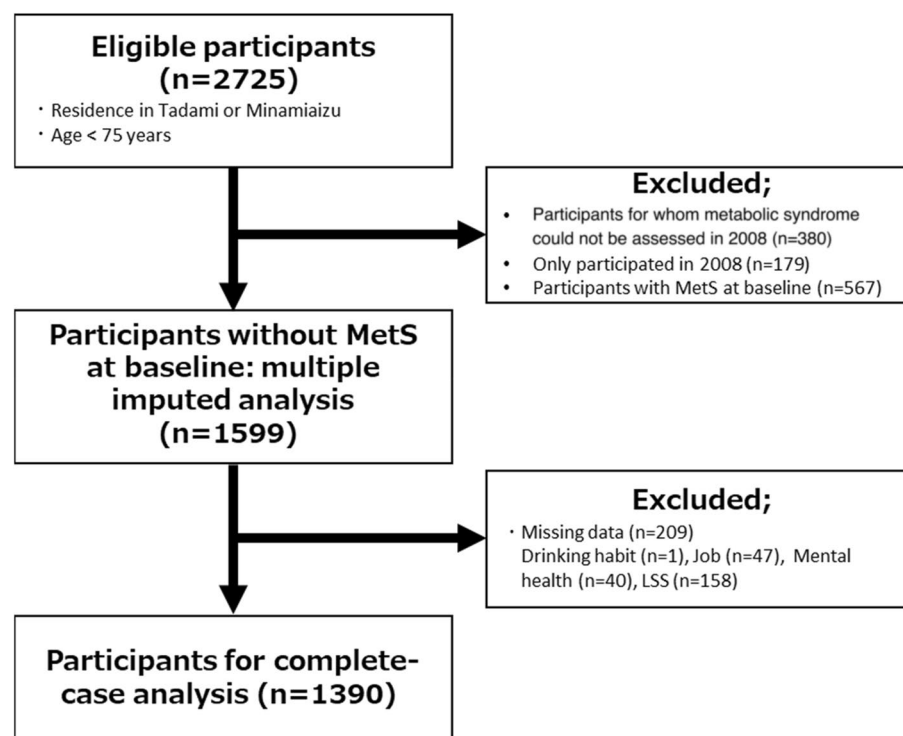 Eligible participants
(n=2725)
・Residence in Tadami or Minamiaizu
・Age < 75 years
Excluded;
• Participants for whom metabolic syndrome
could not be assessed in 2008 (n=380)
• Only participated in 2008 (n=179)
• Participants with MetS at baseline (n=567)
Participants without MetS
at baseline: multiple
imputed analysis
(n=1599)
Excluded;
・Missing data (n=209)
Drinking habit (n=1), Job (n=47), Mental
health (n=40), LSS (n=158)
Participants for complete-
case analysis (n=1390)